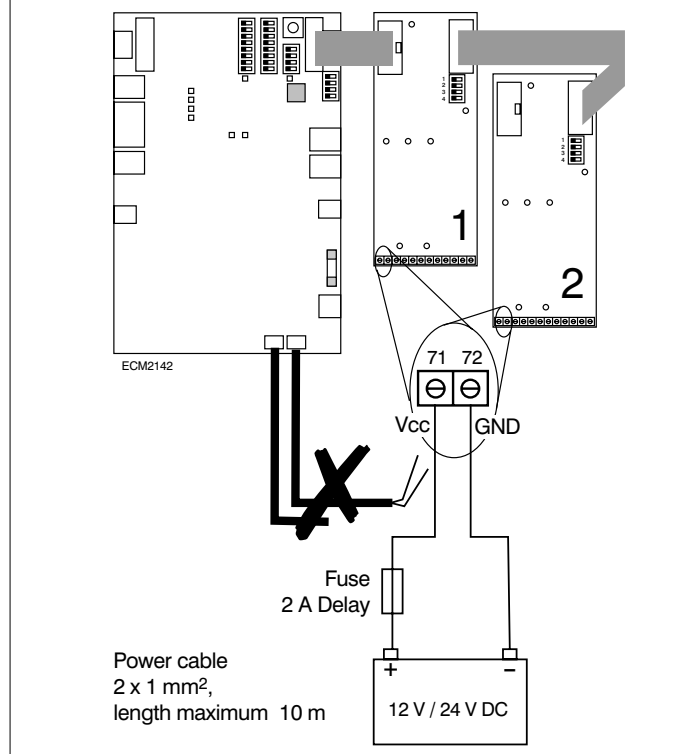 1
2
3
4
1
2
3
4
1
2
ECM2142
71 72
Vcc GND
Fuse
2 A Delay
+ −
Power cable
2 x 1 mm²,
length maximum 10 m
12 V / 24 V DC